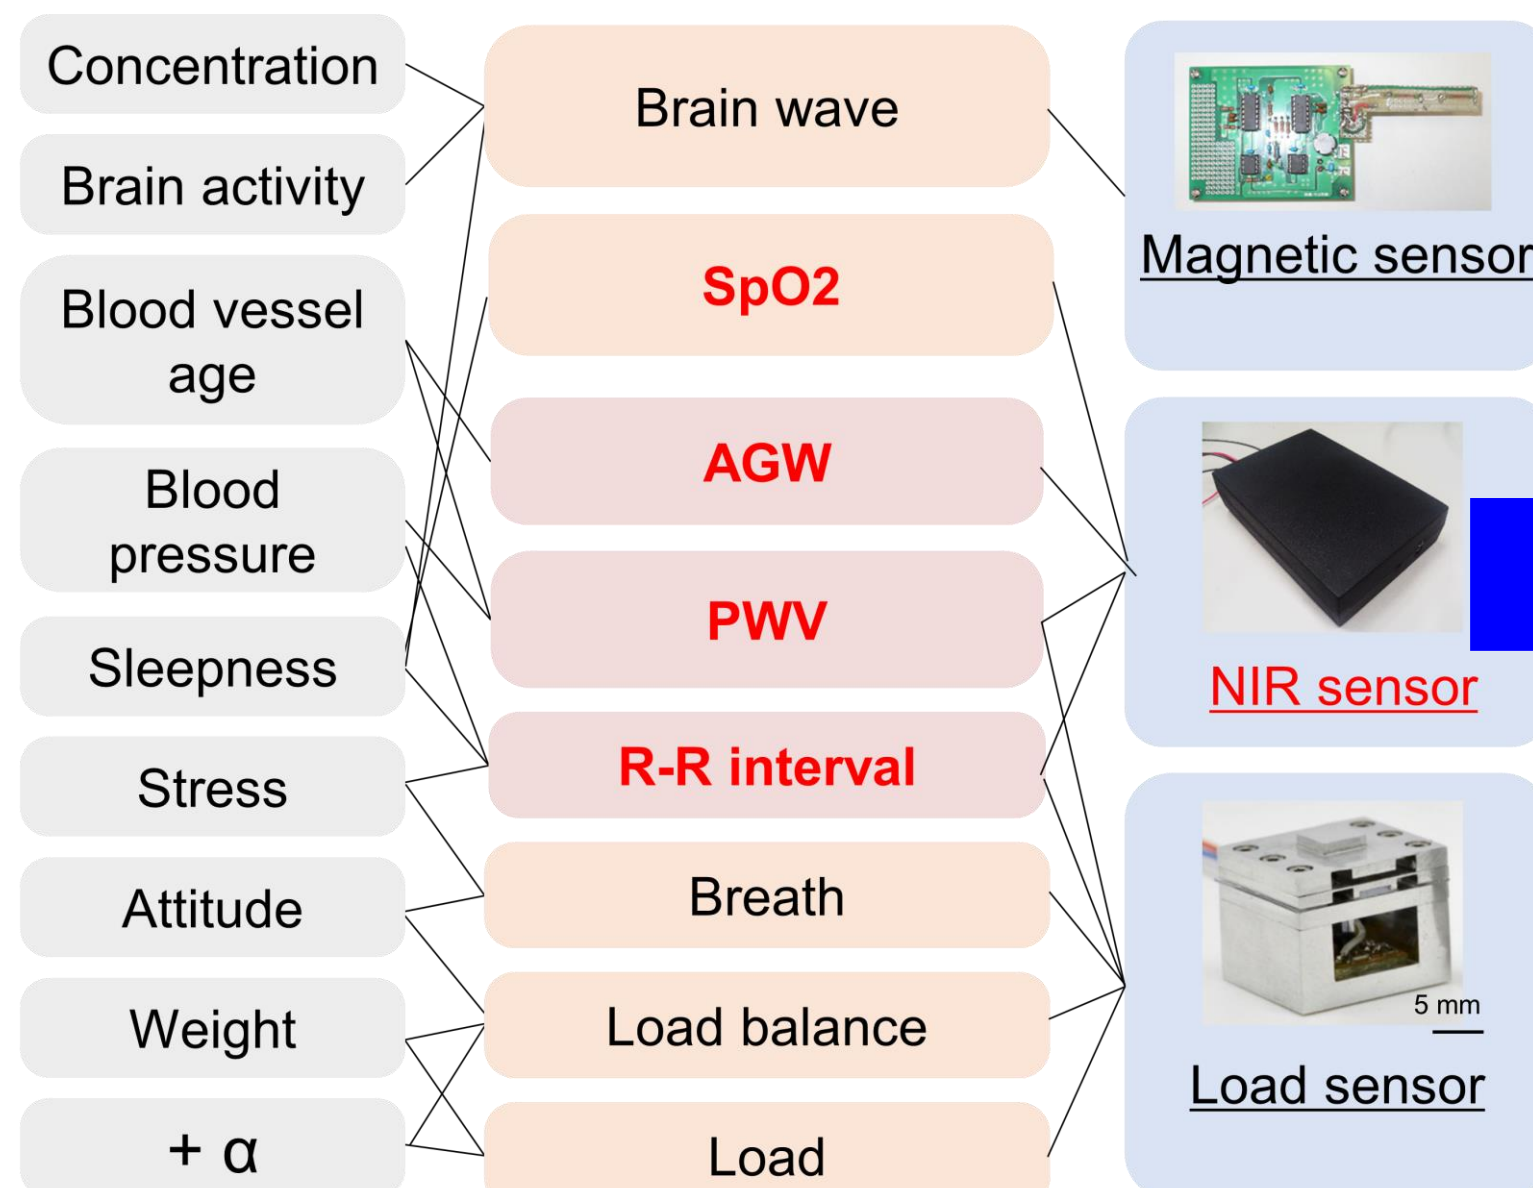 Concentration
Brain activity
Blood vessel
age
Blood
pressure
Sleepness
Stress
Attitude
Weight
+ α
Brain wave
SpO2
AGW
PWV
R-R interval
Breath
Load balance
Load
Magnetic sensor
NIR sensor
5 mm
Load sensor